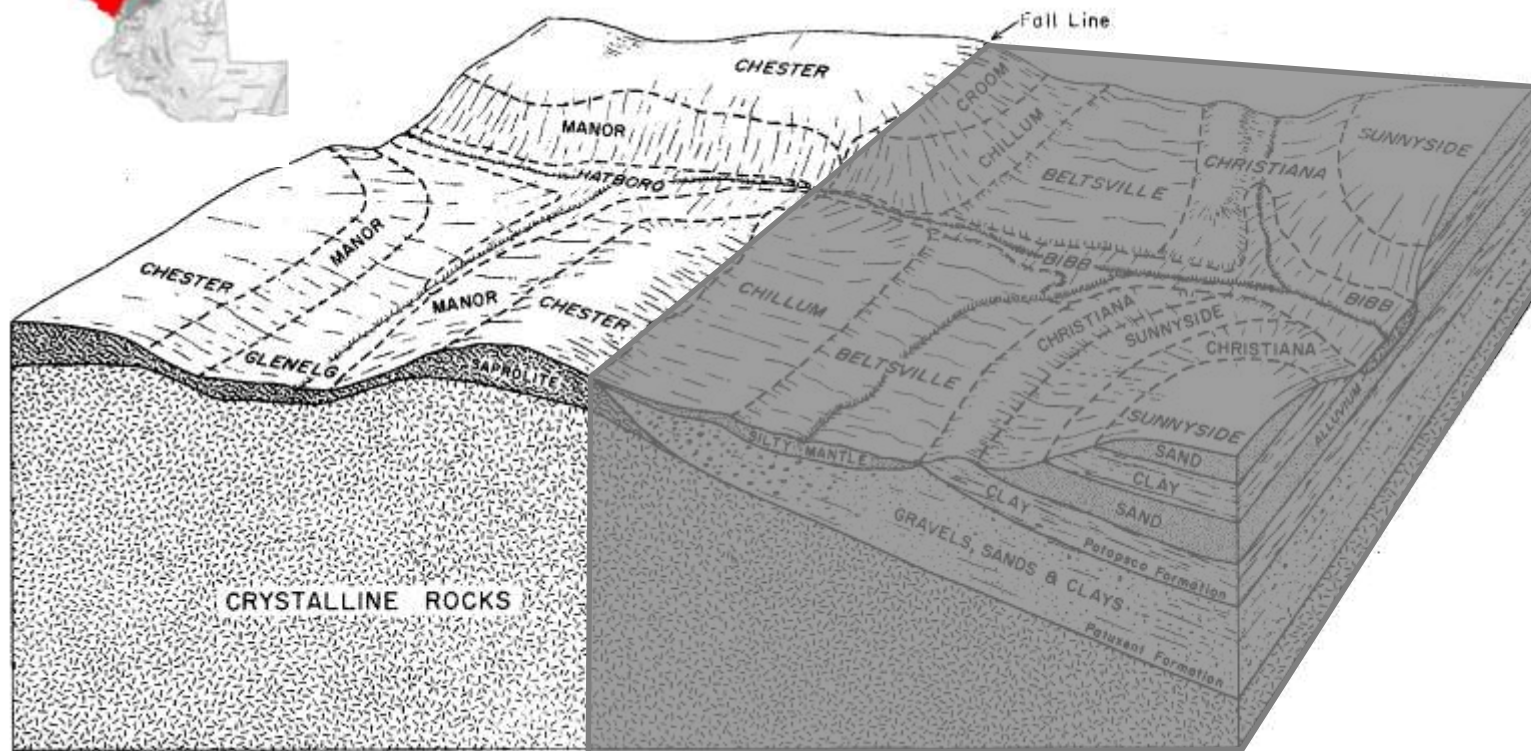 Fall Line
CHESTER
CROOM
MANOR
CHILLUM
SUNNYSIDE
CHRISTIANA
HATBORO
BELTSVILLE
MANOR
CHESTER
BIBB
CHILLUM
BIBB
MANOR
CHESTER
CHRISTIANA
SUNNYSIDE
CHRISTIANA
GLENELG
SAPROLITE
BELTSVILLE
SUNNYSIDE
ALLUVIUM
SILTY MANTLE
SAND
CLAY
CLAY
SAND
GRAVELS, SANDS & CLAYS
Patapsco Formation
CRYSTALLINE ROCKS
Patuxent Formation